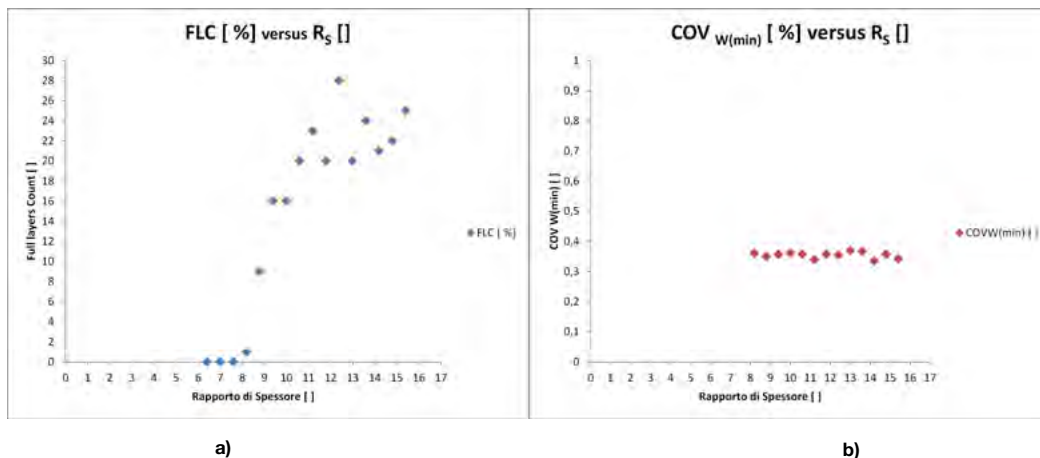 FLC [ %] versus RS []
30
28
26
24
22
20
18
16
14
12
10
8
6
4
2
0
Full layers Count [ ]
0 1 2 3 4 5 6 7 8 9 10 11 12 13 14 15 16 17
Rapporto di Spessore [ ]
FLC ( %)
a)
COV W(min) [ %] versus RS []
1
0,9
0,8
0,7
0,6
0,5
0,4
0,3
0,2
0,1
0
COV W(min) [ ]
0 1 2 3 4 5 6 7 8 9 10 11 12 13 14 15 16 17
Rapporto di Spessore [ ]
COVW(min) ( )
b)